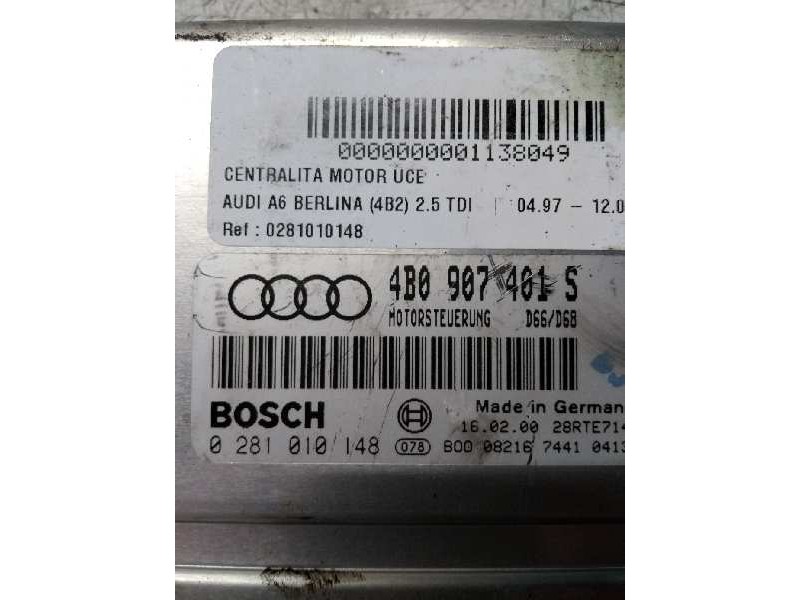 0000000001138049
CENTRALITA MOTOR UCE
AUDI A6 BERLINA (4B2) 2.5 TDI | 04.97 - 12.0
Ref : 0281010148
4B0 907 401 S
MOTORSTEUERUNG D66/D68
BOSCH Made in German
16.02.00 28RTE714
0 281 010 148 078 B00 08216 7441 0413